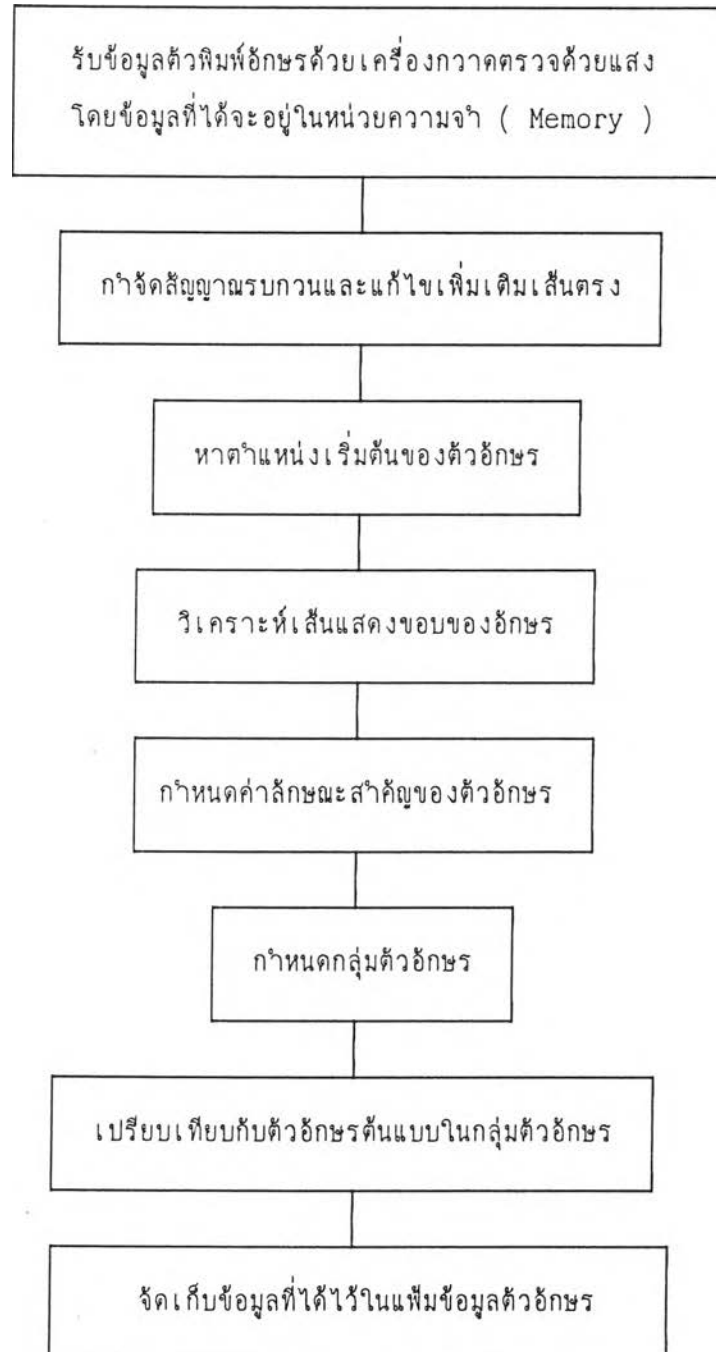 รับข้อมูลตัวพิมพ์อักษรด้วยเครื่องกวาดตรวจด้วยแสง
โดยข้อมูลที่ได้จะอยู่ในหน่วยความจำ ( Memory )
กำจัดสัญญาณรบกวนและแก้ไขเพิ่มเติมเส้นตรง
หาตำแหน่งเริ่มต้นของตัวอักษร
วิเคราะห์เส้นแสดงขอบของอักษร
กำหนดค่าลักษณะสำคัญของตัวอักษร
กำหนดกลุ่มตัวอักษร
เปรียบเทียบกับตัวอักษรต้นแบบในกลุ่มตัวอักษร
จัดเก็บข้อมูลที่ได้ไว้ในแฟ้มข้อมูลตัวอักษร